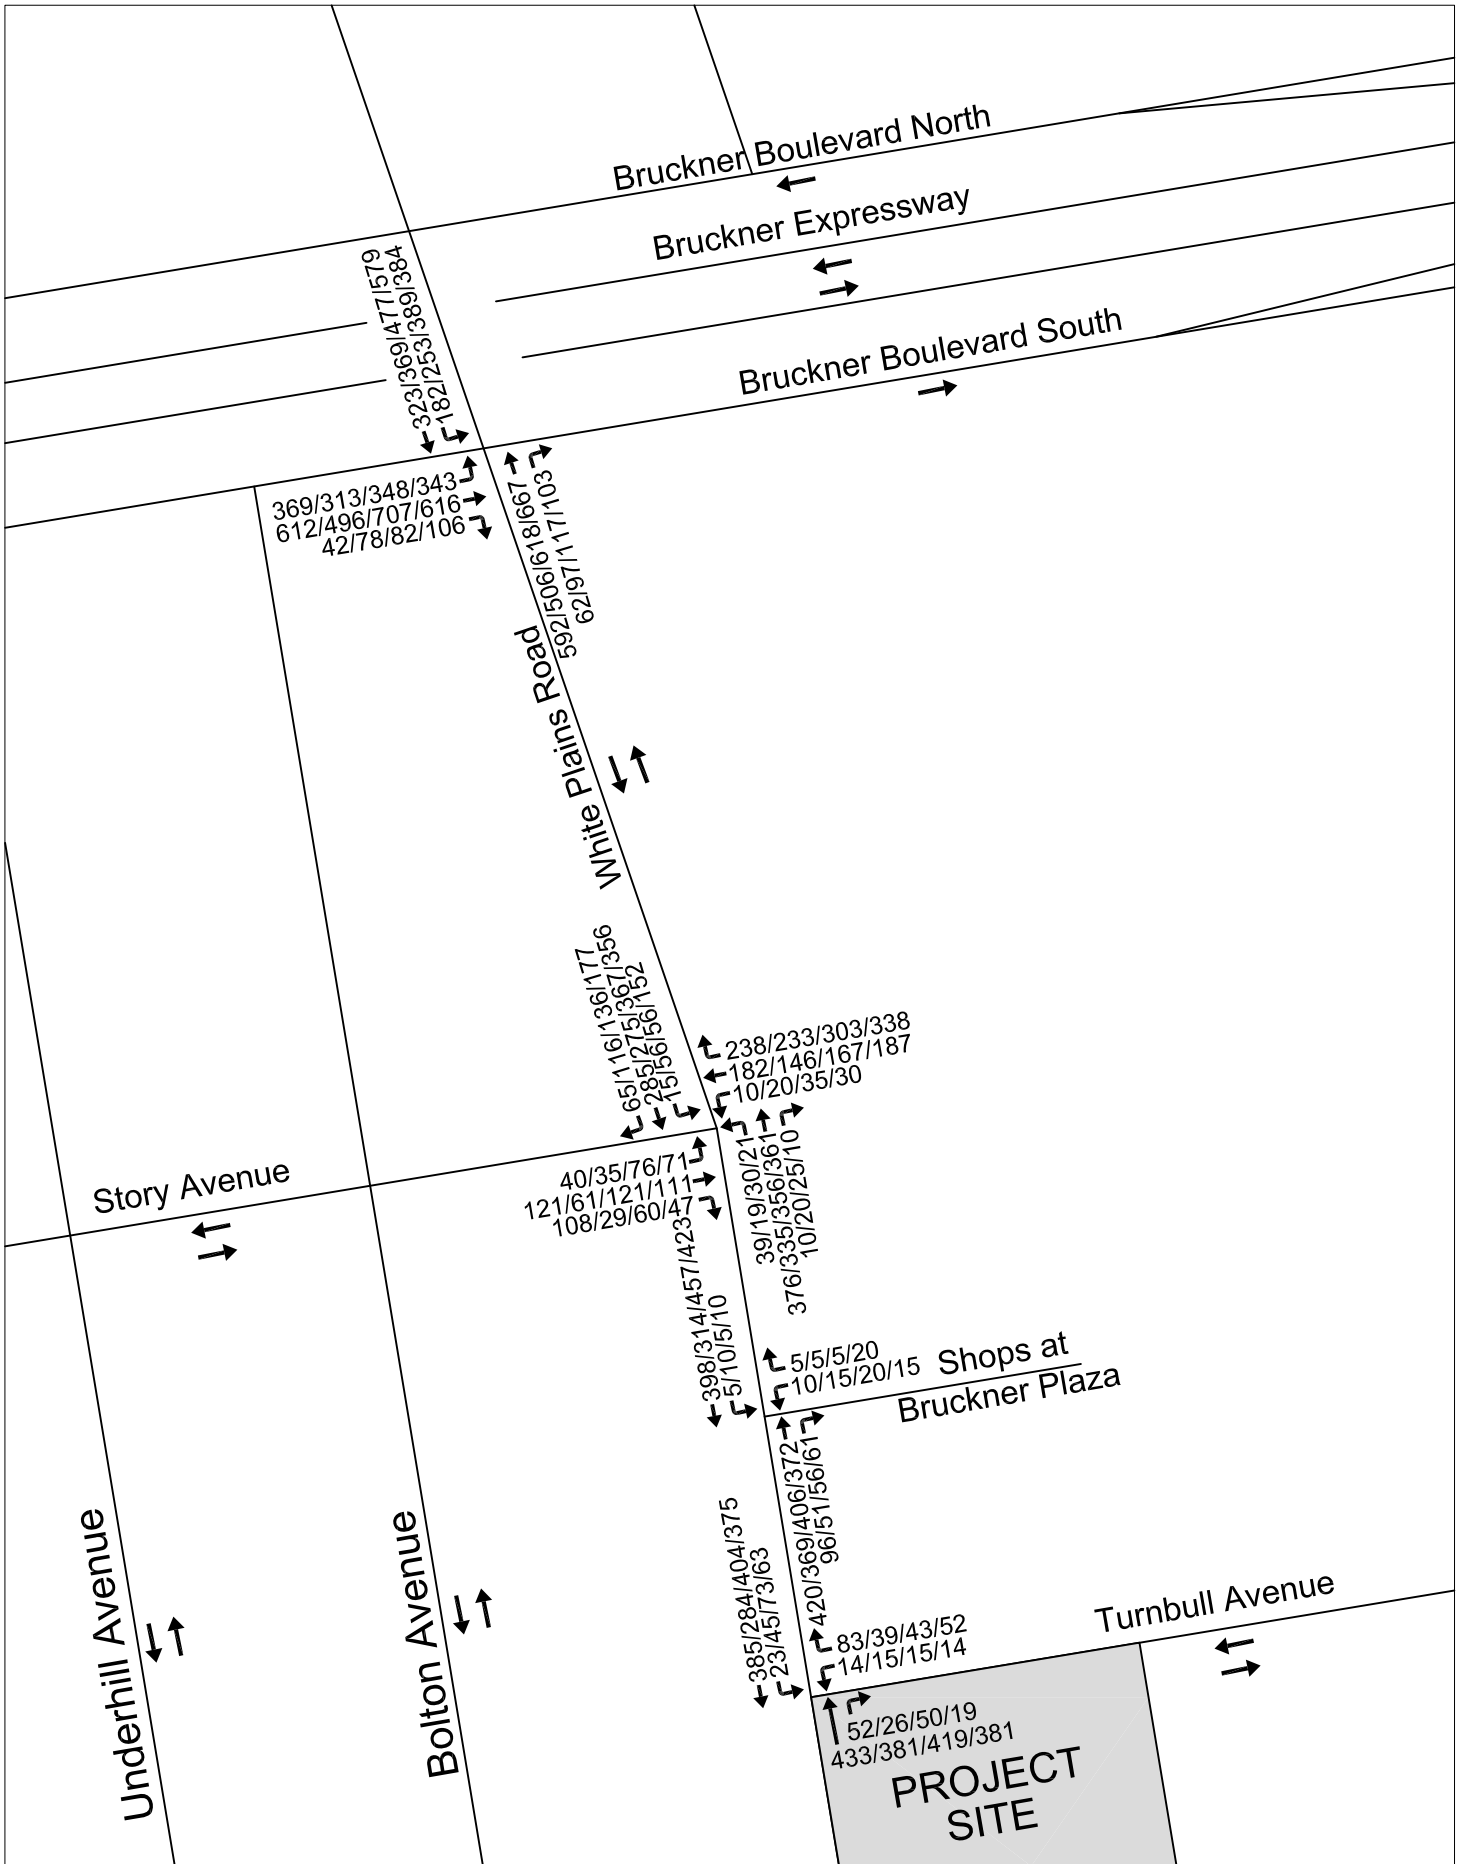 Bruckner Boulevard North
Bruckner Expressway
Bruckner Boulevard South
323/369/477/579
182/253/389/384
369/313/348/343
612/496/707/616
42/78/82/106
592/506/618/667
62/97/117/103
White Plains Road
65/116/136/177
285/275/367/356
15/56/56/152
238/233/303/338
182/146/167/187
10/20/35/30
Story Avenue
40/35/76/71
121/61/121/111
108/29/60/47
39/19/30/21
376/335/356/361
10/20/25/10
398/314/457/423
5/10/5/10
5/5/5/20
10/15/20/15
Shops at
Bruckner Plaza
420/369/406/372
96/51/56/61
385/284/404/375
23/45/73/63
83/39/43/52
14/15/15/14
Turnbull Avenue
52/26/50/19
433/381/419/381
PROJECT
SITE
Underhill Avenue
Bolton Avenue